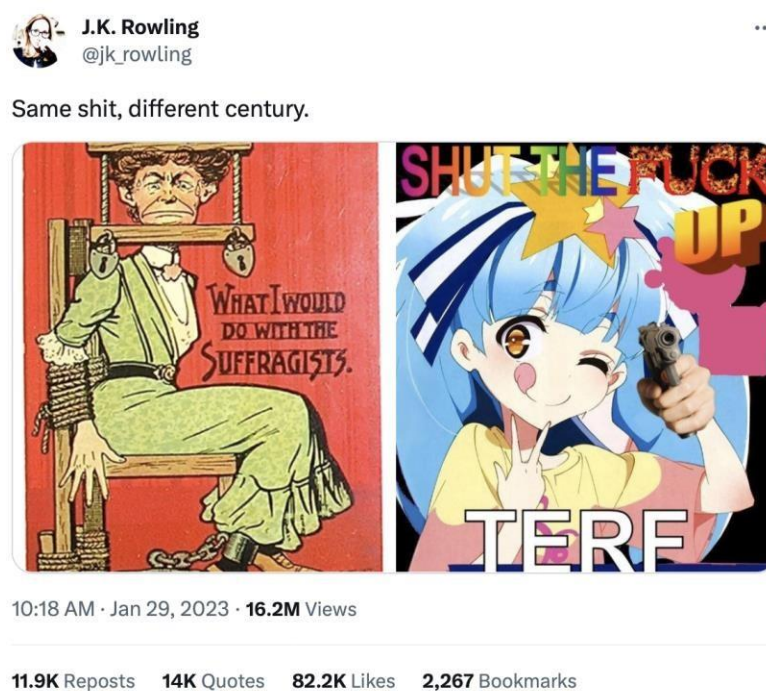 J.K. Rowling
@jk_rowling
Same shit, different century.
WHAT I WOULD
DO WITH THE
SUFFRAGISTS.
SHUT THE FUCK
UP
TERF
10:18 AM · Jan 29, 2023 · 16.2M Views
11.9K Reposts 14K Quotes 82.2K Likes 2,267 Bookmarks